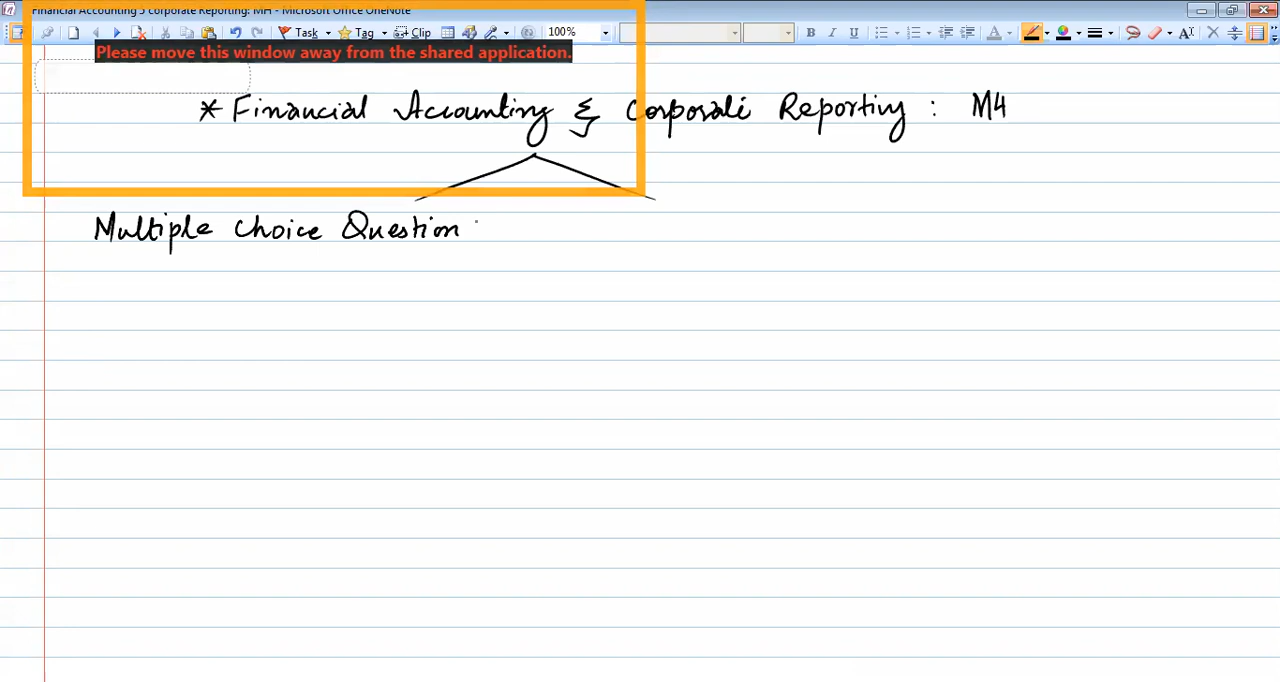 Financial Accounting 5 corporate Reporting: MH - Microsoft Office OneNote
Task Tag Clip 100% B I U
Please move this window away from the shared application.
* Financial Accounting & Corporate Reporting : M4
Multiple Choice Question